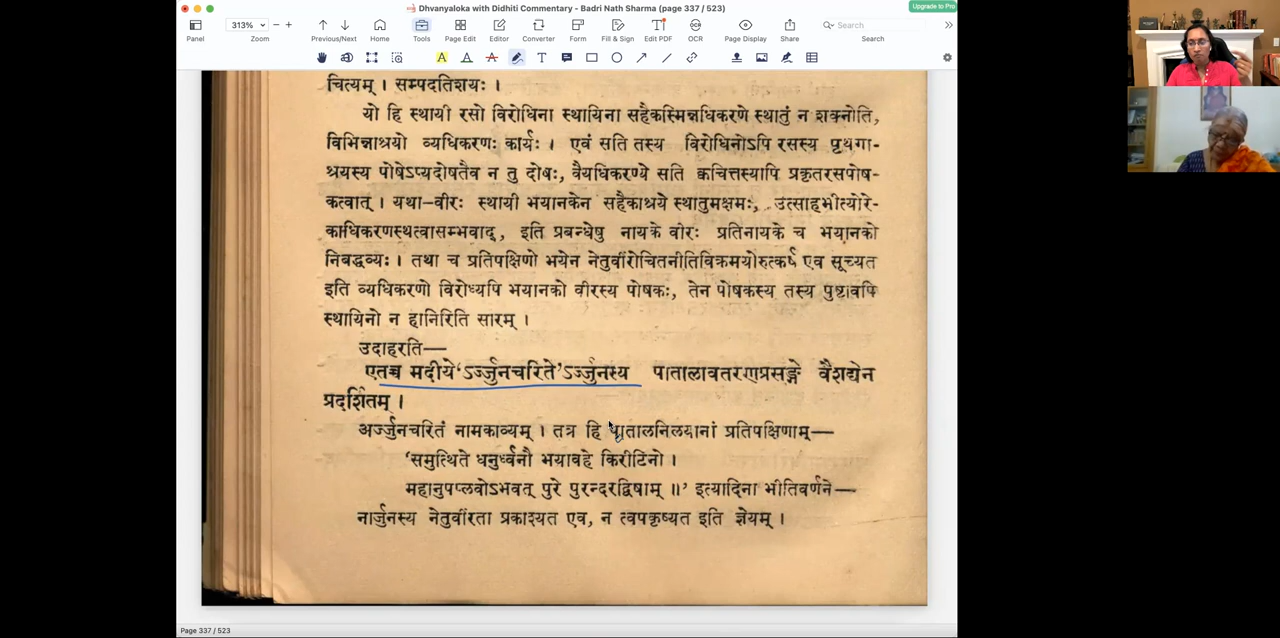 Dhvanyaloka with Didhiti Commentary - Badri Nath Sharma (page 337 / 523)
Upgrade to Pro
313%
Panel Zoom Previous/Next Home Tools Page Edit Editor Converter Form Fill & Sign Edit PDF OCR Page Display Share Search
Search
चित्यम् । सम्पदतिशयः ।
यो हि स्थायी रसो विरोधिना स्थायिना सहैकस्मिन्नधिकरणे स्थातुं न शक्नोति,
विभिन्नाश्रयो व्यधिकरणः कार्यः । एवं सति तस्य विरोधिनोऽपि रसस्य पृथगा-
श्रयस्य पोषेऽप्यदोषतैव न तु दोषः, वैयधिकरण्ये सति क्वचित्तस्यापि प्रकृतरसपोष-
कत्वात् । यथा-वीरः स्थायी भयानकेन सहैकाश्रये स्थातुमक्षमः, उत्साहभीत्योरे-
काधिकरणस्थत्वासम्भवाद्, इति प्रबन्धेषु नायके वीरः प्रतिनायके च भयानको
निबद्धव्यः । तथा च प्रतिपक्षिणो भयेन नेतुर्वीरोचितनीतिविक्रमयोरुत्कर्ष एव सूच्यत
इति व्यधिकरणो विरोध्यपि भयानको वीरस्य पोषकः, तेन पोषकस्य तस्य पुष्टावपि
स्थायिनो न हानिरिति सारम् ।
उदाहरति—
एतच्च मदीये‘ऽर्ज्जुनचरिते’ऽर्ज्जुनस्य पातालावतरणप्रसङ्गे वैशद्येन
प्रदर्शितम् ।
अर्ज्जुनचरितं नामकाव्यम् । तत्र हि पातालनिलयानां प्रतिपक्षिणाम्—
‘समुत्थिते धनुर्ध्वनौ भयावहे किरीटिनो ।
महानुपप्लवोऽभवत् पुरे पुरन्दरद्विषाम् ॥’ इत्यादिना भीतिवर्णने—
नार्जुनस्य नेतुर्वीरता प्रकाश्यत एव, न त्वपकृष्यत इति ज्ञेयम् ।
Page 337 / 523